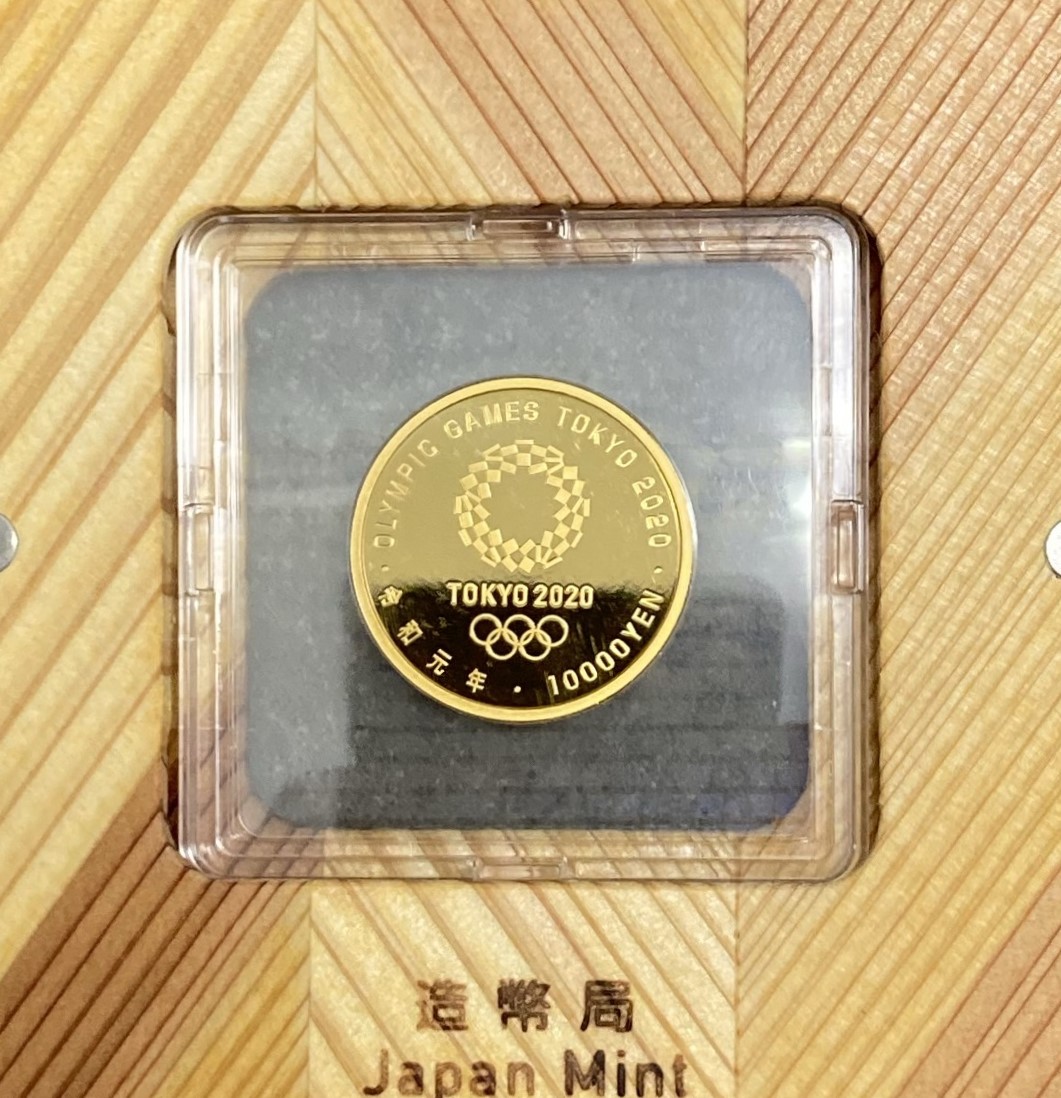 OLYMPIC GAMES TOKYO 2020
TOKYO 2020
令和元年・10000YEN
造幣局
Japan Mint